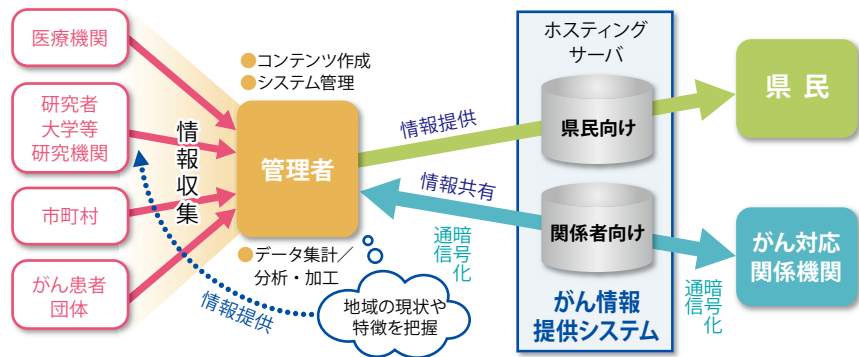 医療機関
研究者
大学等
研究機関
市町村
がん患者
団体
情報収集
情報提供
●コンテンツ作成
●システム管理
管理者
●データ集計／
分析・加工
地域の現状や
特徴を把握
情報提供
情報共有
暗号化
通信
ホスティング
サーバ
県民向け
関係者向け
がん情報
提供システム
県 民
がん対応
関係機関
暗号化
通信